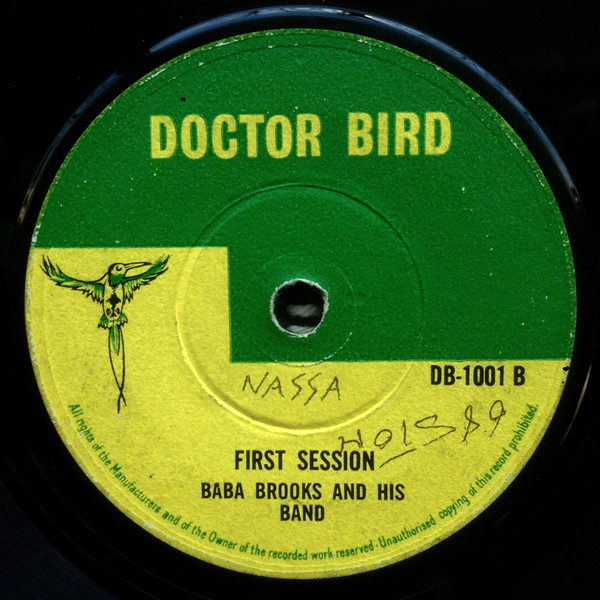 DOCTOR BIRD
DB-1001 B
NASSA
FIRST SESSION
BABA BROOKS AND HIS
BAND
All rights of the Manufacturers and of the Owner of the recorded work reserved · Unauthorised copying of this record prohibited.